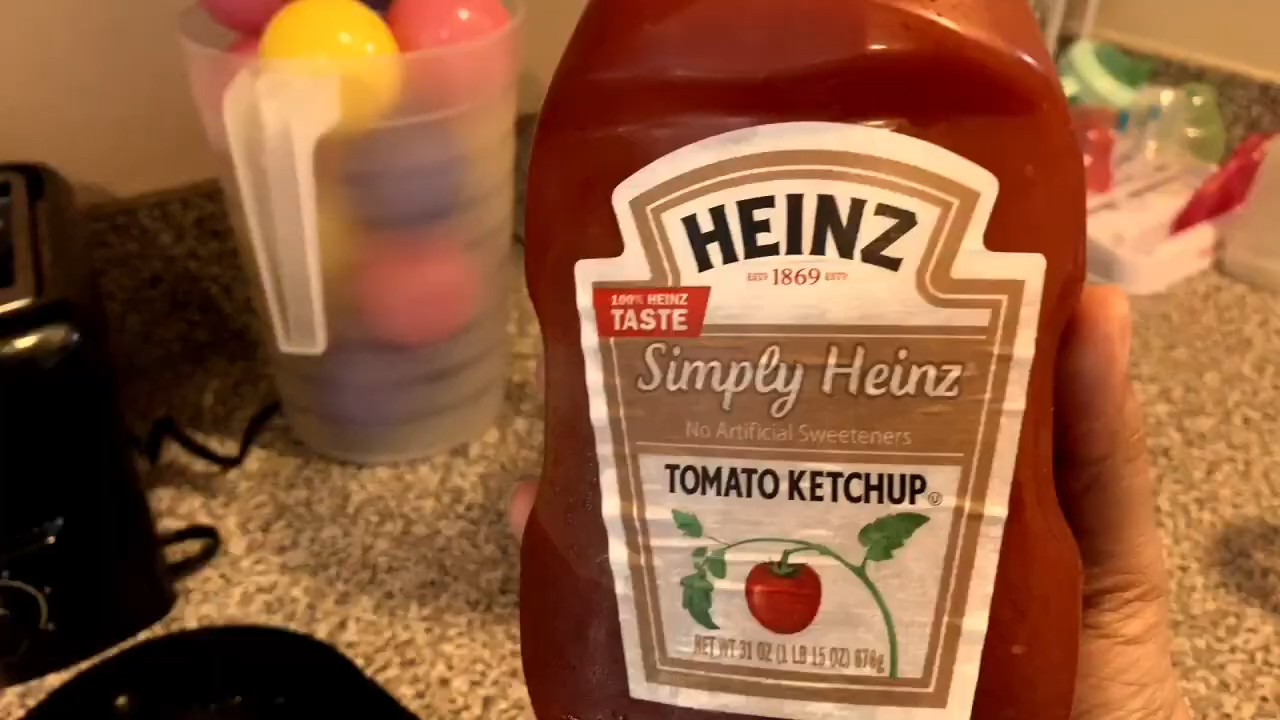 HEINZ
ESTD 1869 ESTD
100% HEINZ
TASTE
Simply Heinz
No Artificial Sweeteners
TOMATO KETCHUP
NET WT 31 OZ (1 LB 15 OZ) 878g